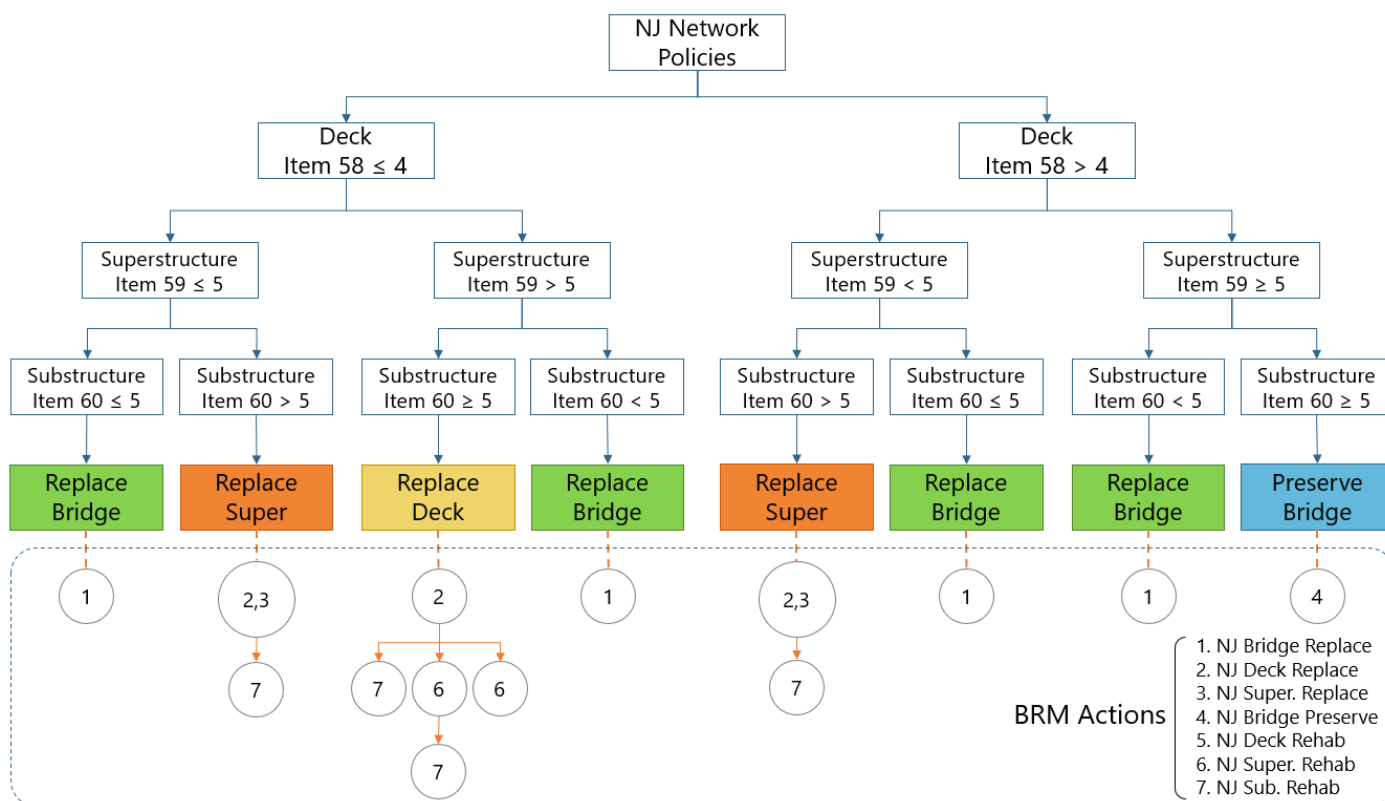 NJ Network
Policies
Deck
Item 58 ≤ 4
Deck
Item 58 > 4
Superstructure
Item 59 ≤ 5
Superstructure
Item 59 > 5
Superstructure
Item 59 < 5
Superstructure
Item 59 ≥ 5
Substructure
Item 60 ≤ 5
Substructure
Item 60 > 5
Substructure
Item 60 ≥ 5
Substructure
Item 60 < 5
Substructure
Item 60 > 5
Substructure
Item 60 ≤ 5
Substructure
Item 60 < 5
Substructure
Item 60 ≥ 5
Replace
Bridge
Replace
Super
Replace
Deck
Replace
Bridge
Replace
Super
Replace
Bridge
Replace
Bridge
Preserve
Bridge
1
2,3
2
1
2,3
1
1
4
7
7
6
6
7
7
BRM Actions
1. NJ Bridge Replace
2. NJ Deck Replace
3. NJ Super. Replace
4. NJ Bridge Preserve
5. NJ Deck Rehab
6. NJ Super. Rehab
7. NJ Sub. Rehab